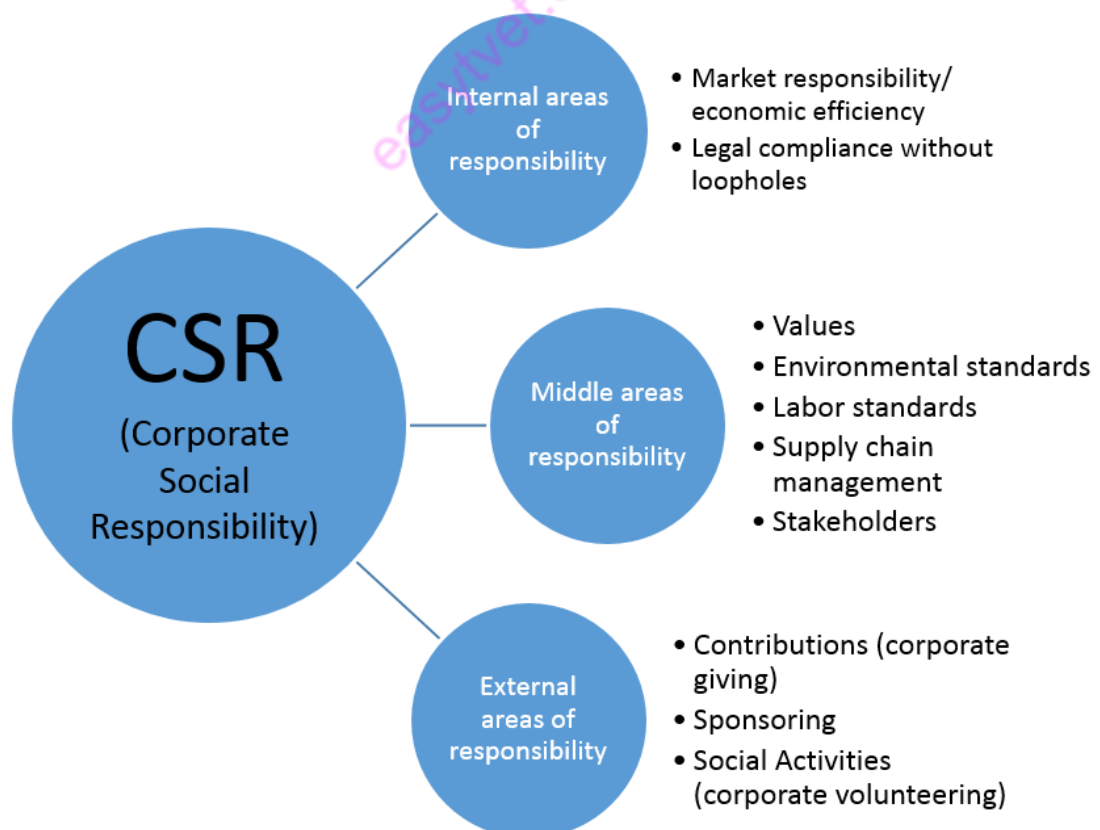 easytvet.
Internal areas
of
responsibility
• Market responsibility/
economic efficiency
• Legal compliance without
loopholes
CSR
(Corporate
Social
Responsibility)
Middle areas
of
responsibility
• Values
• Environmental standards
• Labor standards
• Supply chain
management
• Stakeholders
External
areas of
responsibility
• Contributions (corporate
giving)
• Sponsoring
• Social Activities
(corporate volunteering)